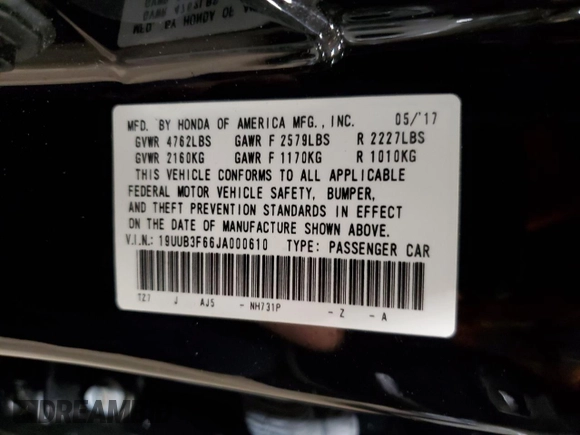 MFD. BY HONDA OF AMERICA MFG., INC. 05/'17
GVWR 4762LBS GAWR F 2579LBS R 2227LBS
GVWR 2160KG GAWR F 1170KG R 1010KG
THIS VEHICLE CONFORMS TO ALL APPLICABLE
FEDERAL MOTOR VEHICLE SAFETY, BUMPER,
AND THEFT PREVENTION STANDARDS IN EFFECT
ON THE DATE OF MANUFACTURE SHOWN ABOVE.
V.I.N.: 19UUB3F66JA000610 TYPE: PASSENGER CAR
TZ7 J AJ5 - NH731P - Z - A